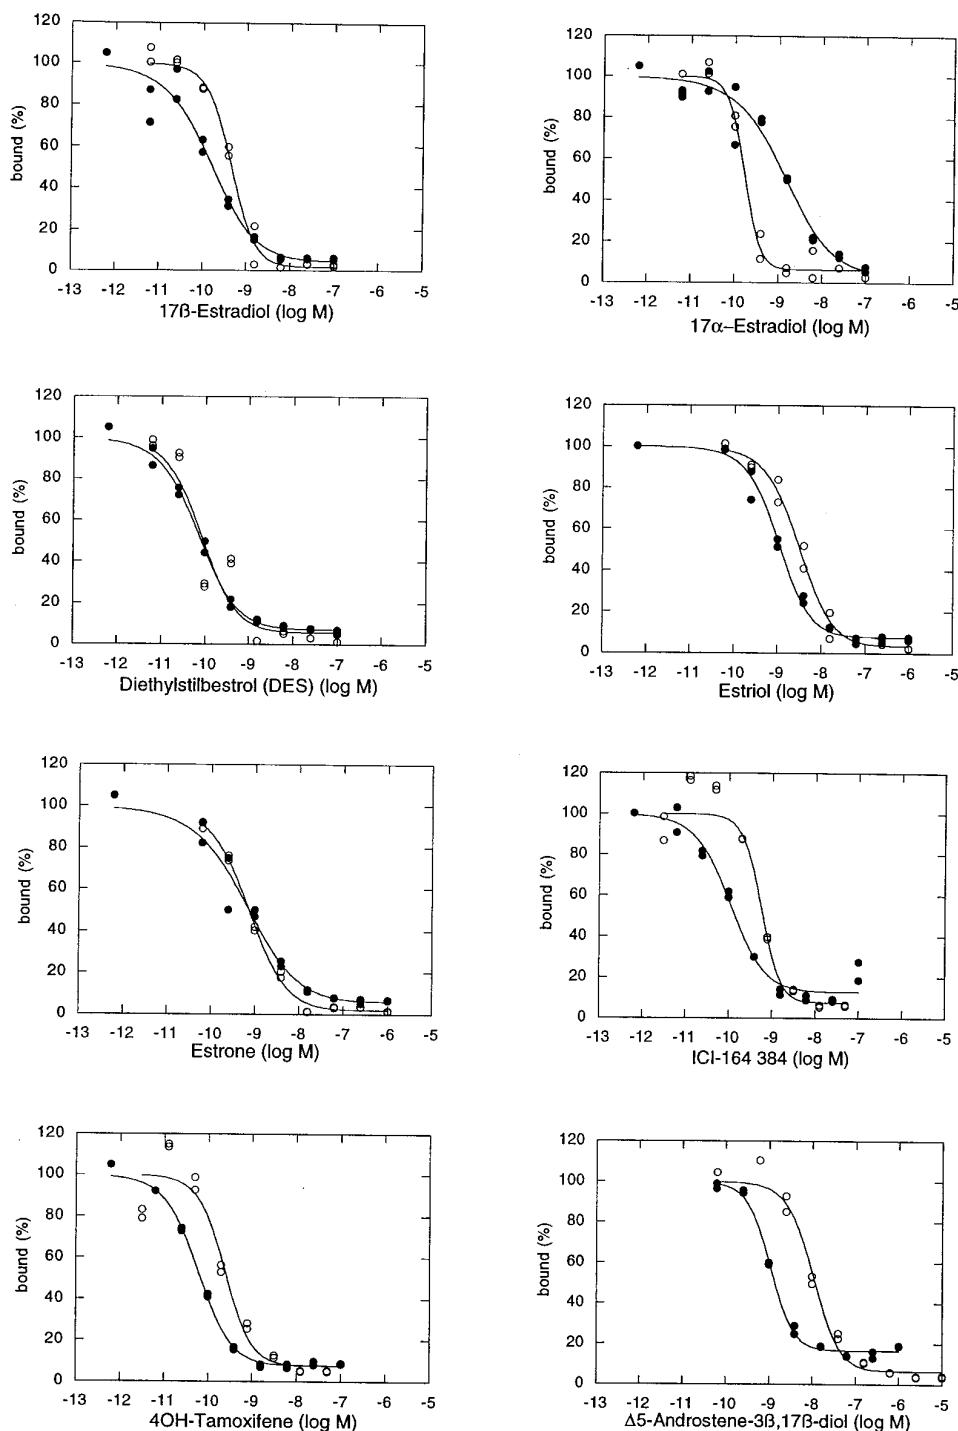 120
100
80
60
40
20
0
bound (%)
-13 -12 -11 -10 -9 -8 -7 -6 -5
17ß-Estradiol (log M)
120
100
80
60
40
20
0
bound (%)
-13 -12 -11 -10 -9 -8 -7 -6 -5
17α-Estradiol (log M)
120
100
80
60
40
20
0
bound (%)
-13 -12 -11 -10 -9 -8 -7 -6 -5
Diethylstilbestrol (DES) (log M)
120
100
80
60
40
20
0
bound (%)
-13 -12 -11 -10 -9 -8 -7 -6 -5
Estriol (log M)
120
100
80
60
40
20
0
bound (%)
-13 -12 -11 -10 -9 -8 -7 -6 -5
Estrone (log M)
120
100
80
60
40
20
0
bound (%)
-13 -12 -11 -10 -9 -8 -7 -6 -5
ICI-164 384 (log M)
120
100
80
60
40
20
0
bound (%)
-13 -12 -11 -10 -9 -8 -7 -6 -5
4OH-Tamoxifene (log M)
120
100
80
60
40
20
0
bound (%)
-13 -12 -11 -10 -9 -8 -7 -6 -5
Δ5-Androstene-3ß,17ß-diol (log M)